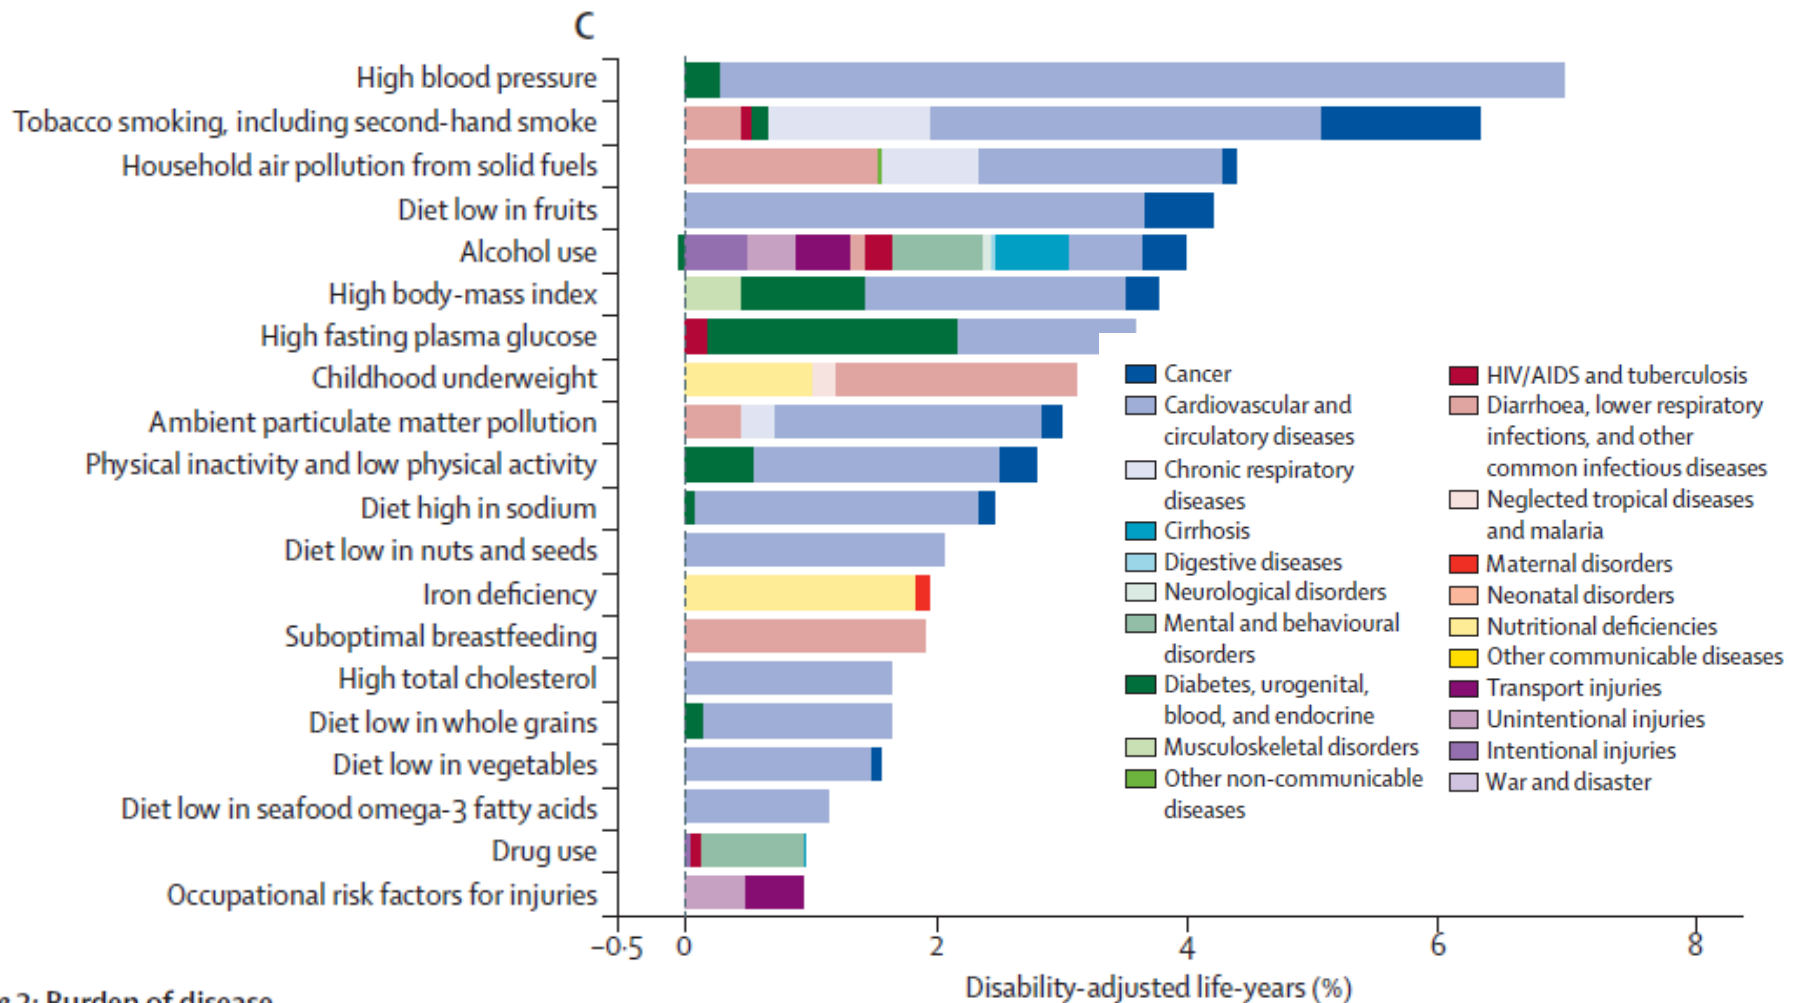 C
High blood pressure
Tobacco smoking, including second-hand smoke
Household air pollution from solid fuels
Diet low in fruits
Alcohol use
High body-mass index
High fasting plasma glucose
Childhood underweight
Ambient particulate matter pollution
Physical inactivity and low physical activity
Diet high in sodium
Diet low in nuts and seeds
Iron deficiency
Suboptimal breastfeeding
High total cholesterol
Diet low in whole grains
Diet low in vegetables
Diet low in seafood omega-3 fatty acids
Drug use
Occupational risk factors for injuries
Cancer
Cardiovascular and
circulatory diseases
Chronic respiratory
diseases
Cirrhosis
Digestive diseases
Neurological disorders
Mental and behavioural
disorders
Diabetes, urogenital,
blood, and endocrine
Musculoskeletal disorders
Other non-communicable
diseases
HIV/AIDS and tuberculosis
Diarrhoea, lower respiratory
infections, and other
common infectious diseases
Neglected tropical diseases
and malaria
Maternal disorders
Neonatal disorders
Nutritional deficiencies
Other communicable diseases
Transport injuries
Unintentional injuries
Intentional injuries
War and disaster
–0·5 0 2 4 6 8
Disability-adjusted life-years (%)
2: Burden of disease